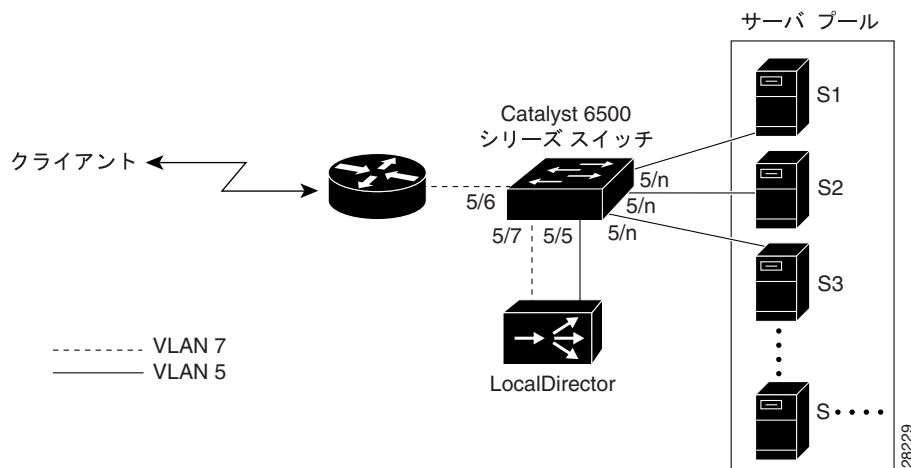 サーバ プール
S1
Catalyst 6500
シリーズ スイッチ
クライアント
5/n
S2
5/6
5/n
5/7
5/5
5/n
S3
VLAN 7
VLAN 5
LocalDirector
S
28229